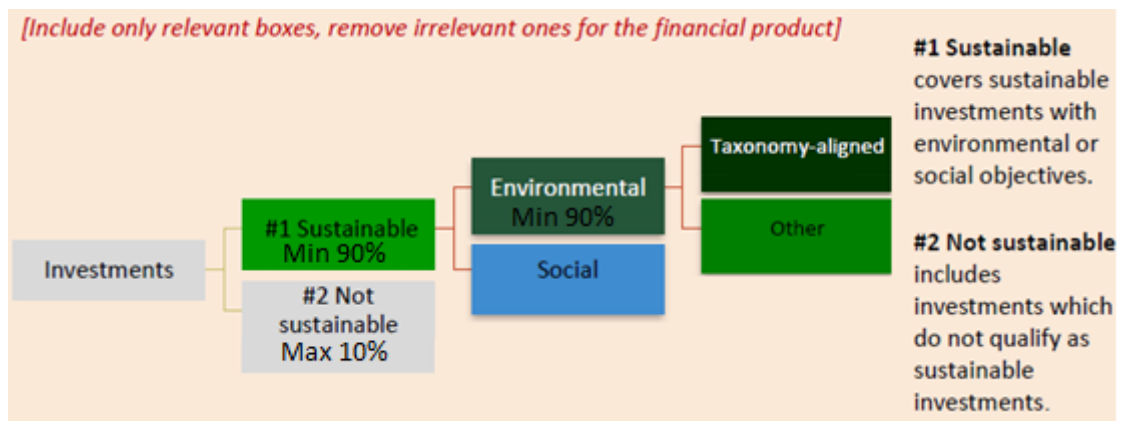 [Include only relevant boxes, remove irrelevant ones for the financial product]
Investments
#1 Sustainable
Min 90%
#2 Not
sustainable
Max 10%
Environmental
Min 90%
Social
Taxonomy-aligned
Other
#1 Sustainable
covers sustainable
investments with
environmental or
social objectives.
#2 Not sustainable
includes
investments which
do not qualify as
sustainable
investments.